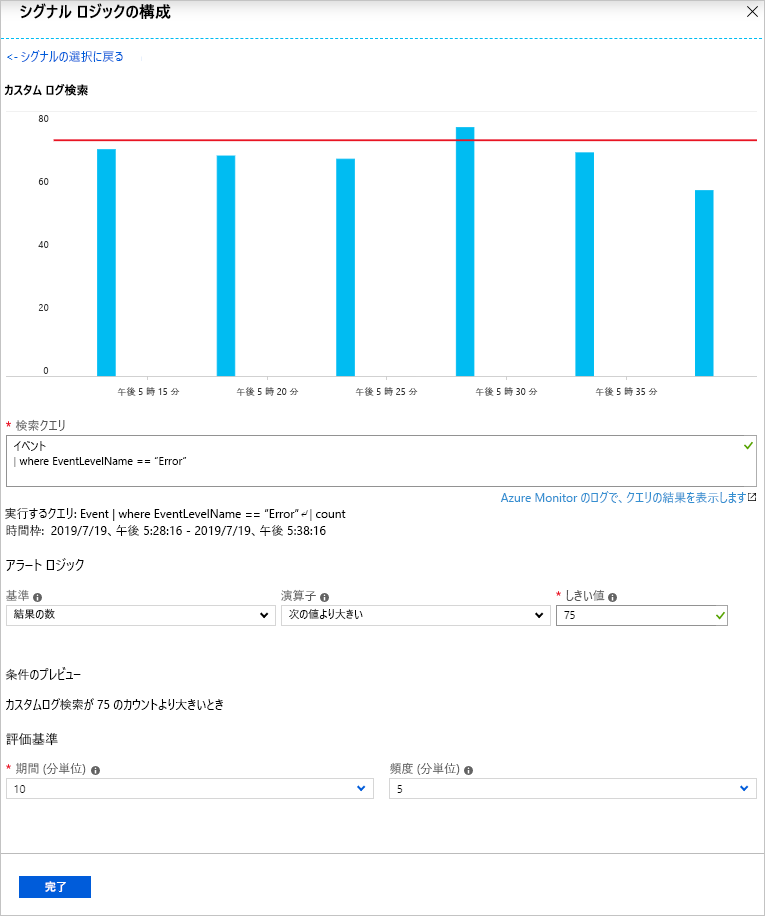 シグナル ロジックの構成
<- シグナルの選択に戻る
カスタム ログ検索
80
60
40
20
0
午後 5 時 15 分
午後 5 時 20 分
午後 5 時 25 分
午後 5 時 30 分
午後 5 時 35 分
* 検索クエリ
イベント
| where EventLevelName == "Error"
Azure Monitor のログで、クエリの結果を表示します
実行するクエリ: Event | where EventLevelName == "Error"⤶| count
時間枠: 2019/7/19、午後 5:28:16 - 2019/7/19、午後 5:38:16
アラート ロジック
基準 演算子 * しきい値
結果の数 次の値より大きい 75
条件のプレビュー
カスタムログ検索が 75 のカウントより大きいとき
評価基準
* 期間 (分単位) 頻度 (分単位)
10 5
完了